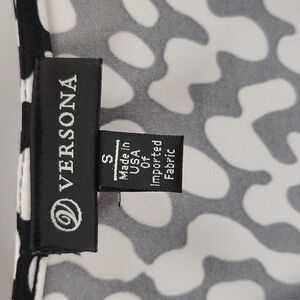 VERSONA
S
Made in
USA
Of
Imported
Fabric